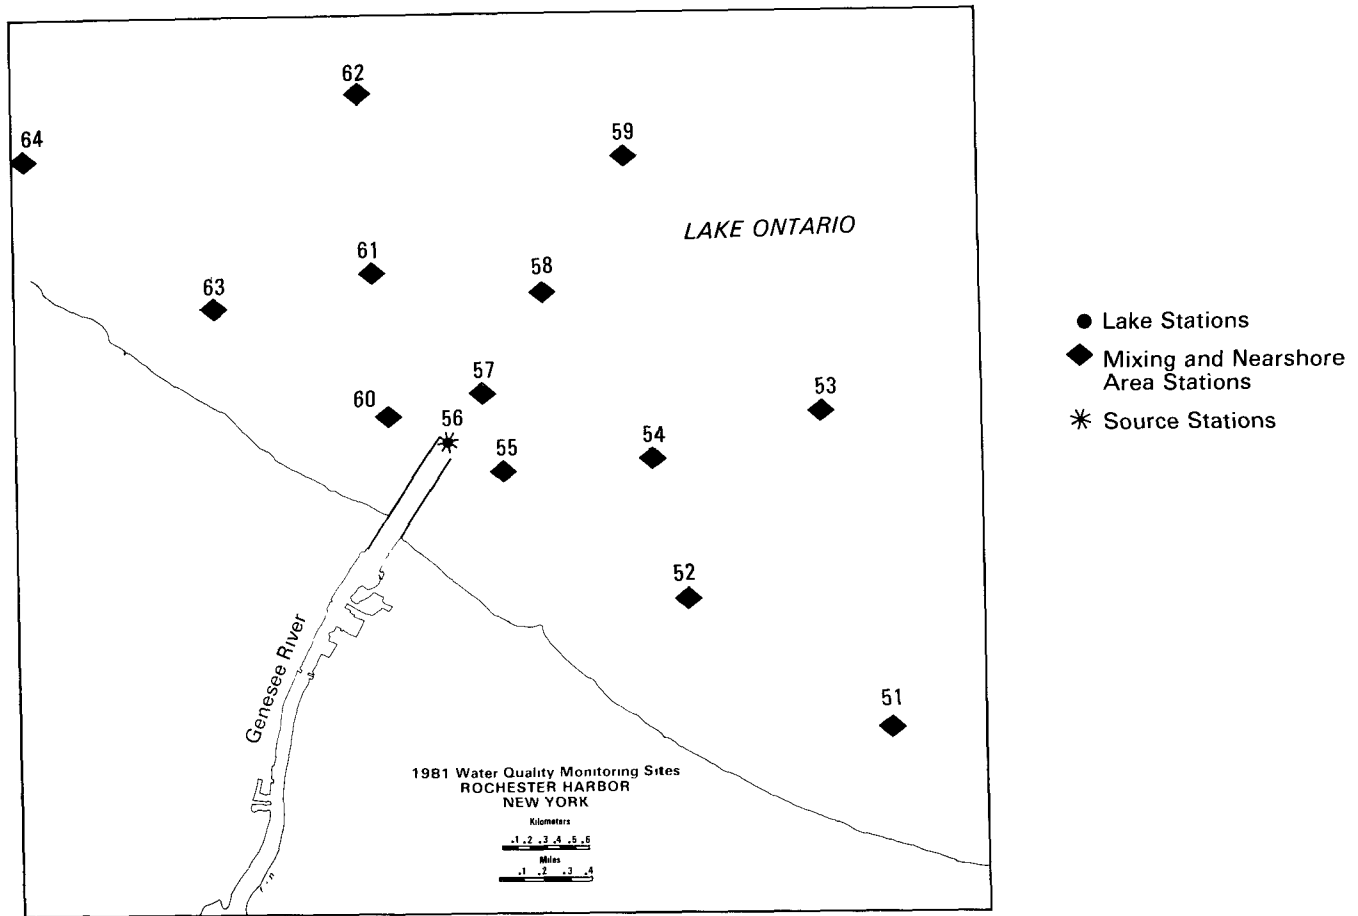 62
64
59
LAKE ONTARIO
61
58
63
Lake Stations
Mixing and Nearshore
Area Stations
Source Stations
57
53
60
56
54
55
52
51
Genesee River
1981 Water Quality Monitoring Sites
ROCHESTER HARBOR
NEW YORK
Kilometers
.1 .2 .3 .4 .5 .6
Miles
.1 .2 .3 .4